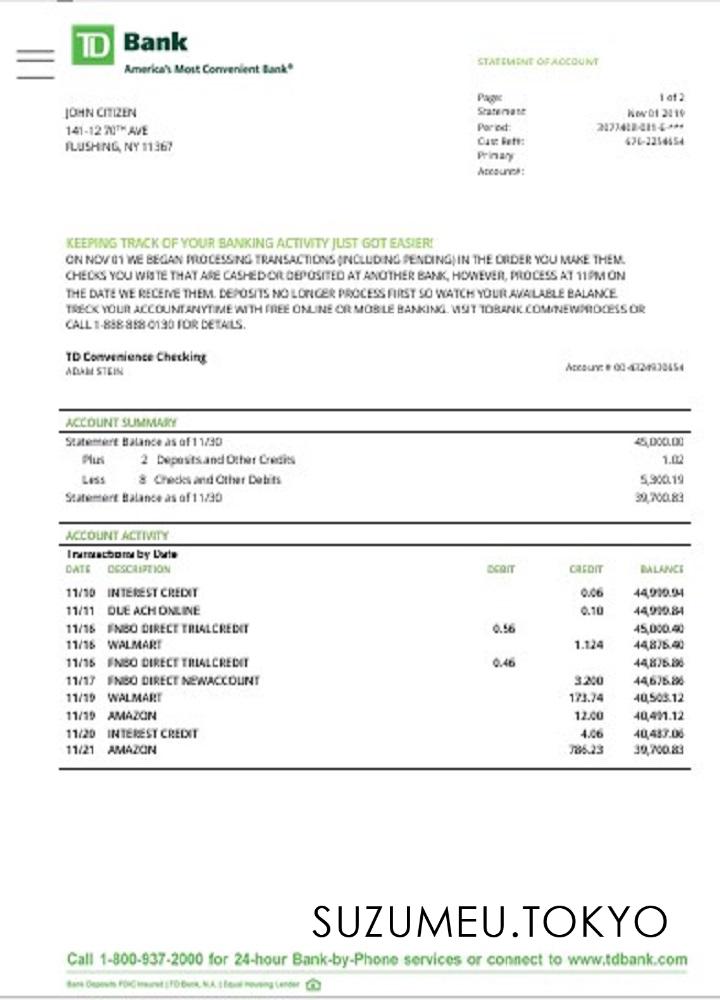 TD Bank
America's Most Convenient Bank®
STATEMENT OF ACCOUNT
JOHN CITIZEN
141-12 70TH AVE
FLUSHING, NY 11367
Page: 1 of 2
Statement Nov 01 2019
Period:
Cust Ref#: 676-2254654
Primary
Account#:
KEEPING TRACK OF YOUR BANKING ACTIVITY JUST GOT EASIER!
ON NOV 01 WE BEGAN PROCESSING TRANSACTIONS (INCLUDING PENDING) IN THE ORDER YOU MAKE THEM.
CHECKS YOU WRITE THAT ARE CASHED OR DEPOSITED AT ANOTHER BANK, HOWEVER, PROCESS AT 11PM ON
THE DATE WE RECEIVE THEM. DEPOSITS NO LONGER PROCESS FIRST SO WATCH YOUR AVAILABLE BALANCE.
TRECK YOUR ACCOUNTANYTIME WITH FREE ONLINE OR MOBILE BANKING. VISIT TDBANK.COM/NEWPROCESS OR
CALL 1-888-888-0130 FOR DETAILS.
TD Convenience Checking
ADAM STEIN
Account #
ACCOUNT SUMMARY
Statement Balance as of 11/30 45,000.00
Plus 2 Deposits and Other Credits 1.02
Less 8 Checks and Other Debits 5,300.19
Statement Balance as of 11/30 39,700.83
ACCOUNT ACTIVITY
Transactions by Date
DATE DESCRIPTION DEBIT CREDIT BALANCE
11/10 INTEREST CREDIT 0.06 44,999.94
11/11 DUE ACH ONLINE 0.10 44,999.84
11/16 FNBO DIRECT TRIALCREDIT 0.56 45,000.40
11/16 WALMART 1.124 44,876.40
11/16 FNBO DIRECT TRIALCREDIT 0.46 44,876.86
11/17 FNBO DIRECT NEWACCOUNT 3.200 44,676.86
11/19 WALMART 173.74 40,503.12
11/19 AMAZON 12.00 40,491.12
11/20 INTEREST CREDIT 4.06 40,487.06
11/21 AMAZON 786.23 39,700.83
SUZUMEU.TOKYO
Call 1-800-937-2000 for 24-hour Bank-by-Phone services or connect to www.tdbank.com
Bank Deposits FDIC Insured | TD Bank, N.A. | Equal Housing Lender